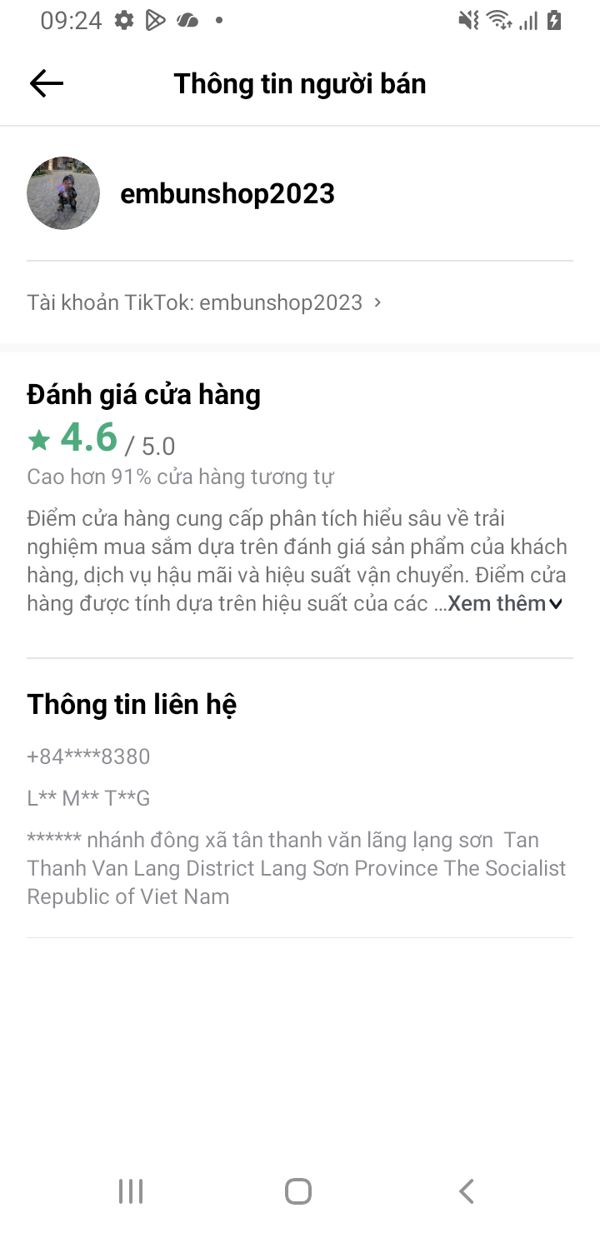 09:24
Thông tin người bán
embunshop2023
Tài khoản TikTok: embunshop2023 >
Đánh giá cửa hàng
4.6 / 5.0
Cao hơn 91% cửa hàng tương tự
Điểm cửa hàng cung cấp phân tích hiểu sâu về trải
nghiệm mua sắm dựa trên đánh giá sản phẩm của khách
hàng, dịch vụ hậu mãi và hiệu suất vận chuyển. Điểm cửa
hàng được tính dựa trên hiệu suất của các ...Xem thêm
Thông tin liên hệ
+84****8380
L** M** T**G
****** nhánh đông xã tân thanh văn lãng lạng sơn  Tan
Thanh Van Lang District Lang Sơn Province The Socialist
Republic of Viet Nam